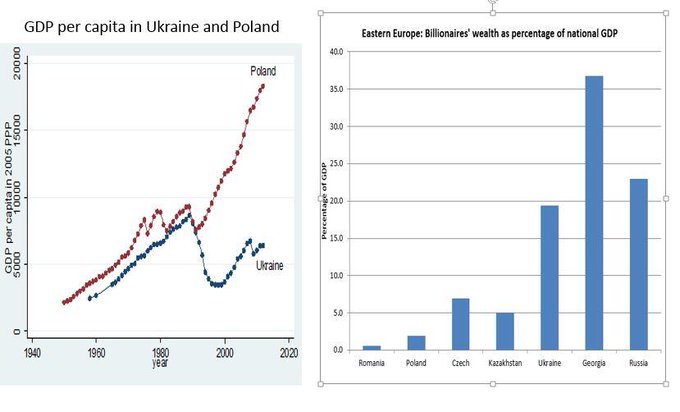 GDP per capita in Ukraine and Poland
GDP per capita in 2005 PPP
20000
15000
10000
5000
0
Poland
Ukraine
1940
1960
1980
2000
2020
year
Eastern Europe: Billionaires' wealth as percentage of national GDP
Percentage of GDP
40.0
35.0
30.0
25.0
20.0
15.0
10.0
5.0
0.0
Romania
Poland
Czech
Kazakhstan
Ukraine
Georgia
Russia